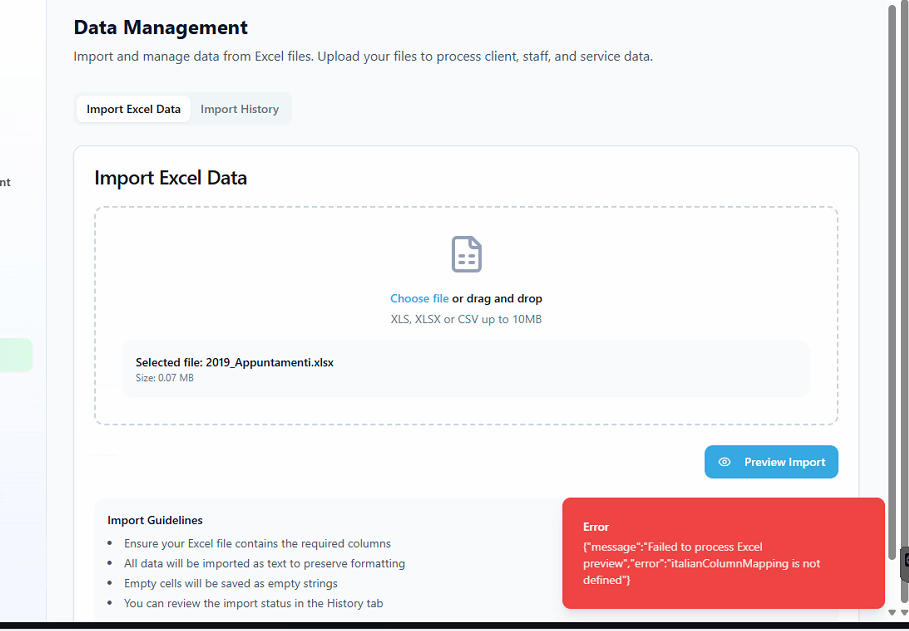 Data Management
Import and manage data from Excel files. Upload your files to process client, staff, and service data.
Import Excel Data
Import History
nt
Import Excel Data
Choose file or drag and drop
XLS, XLSX or CSV up to 10MB
Selected file: 2019_Appuntamenti.xlsx
Size: 0.07 MB
Preview Import
Import Guidelines
• Ensure your Excel file contains the required columns
• All data will be imported as text to preserve formatting
• Empty cells will be saved as empty strings
• You can review the import status in the History tab
Error
{"message":"Failed to process Excel
preview","error":"italianColumnMapping is not
defined"}